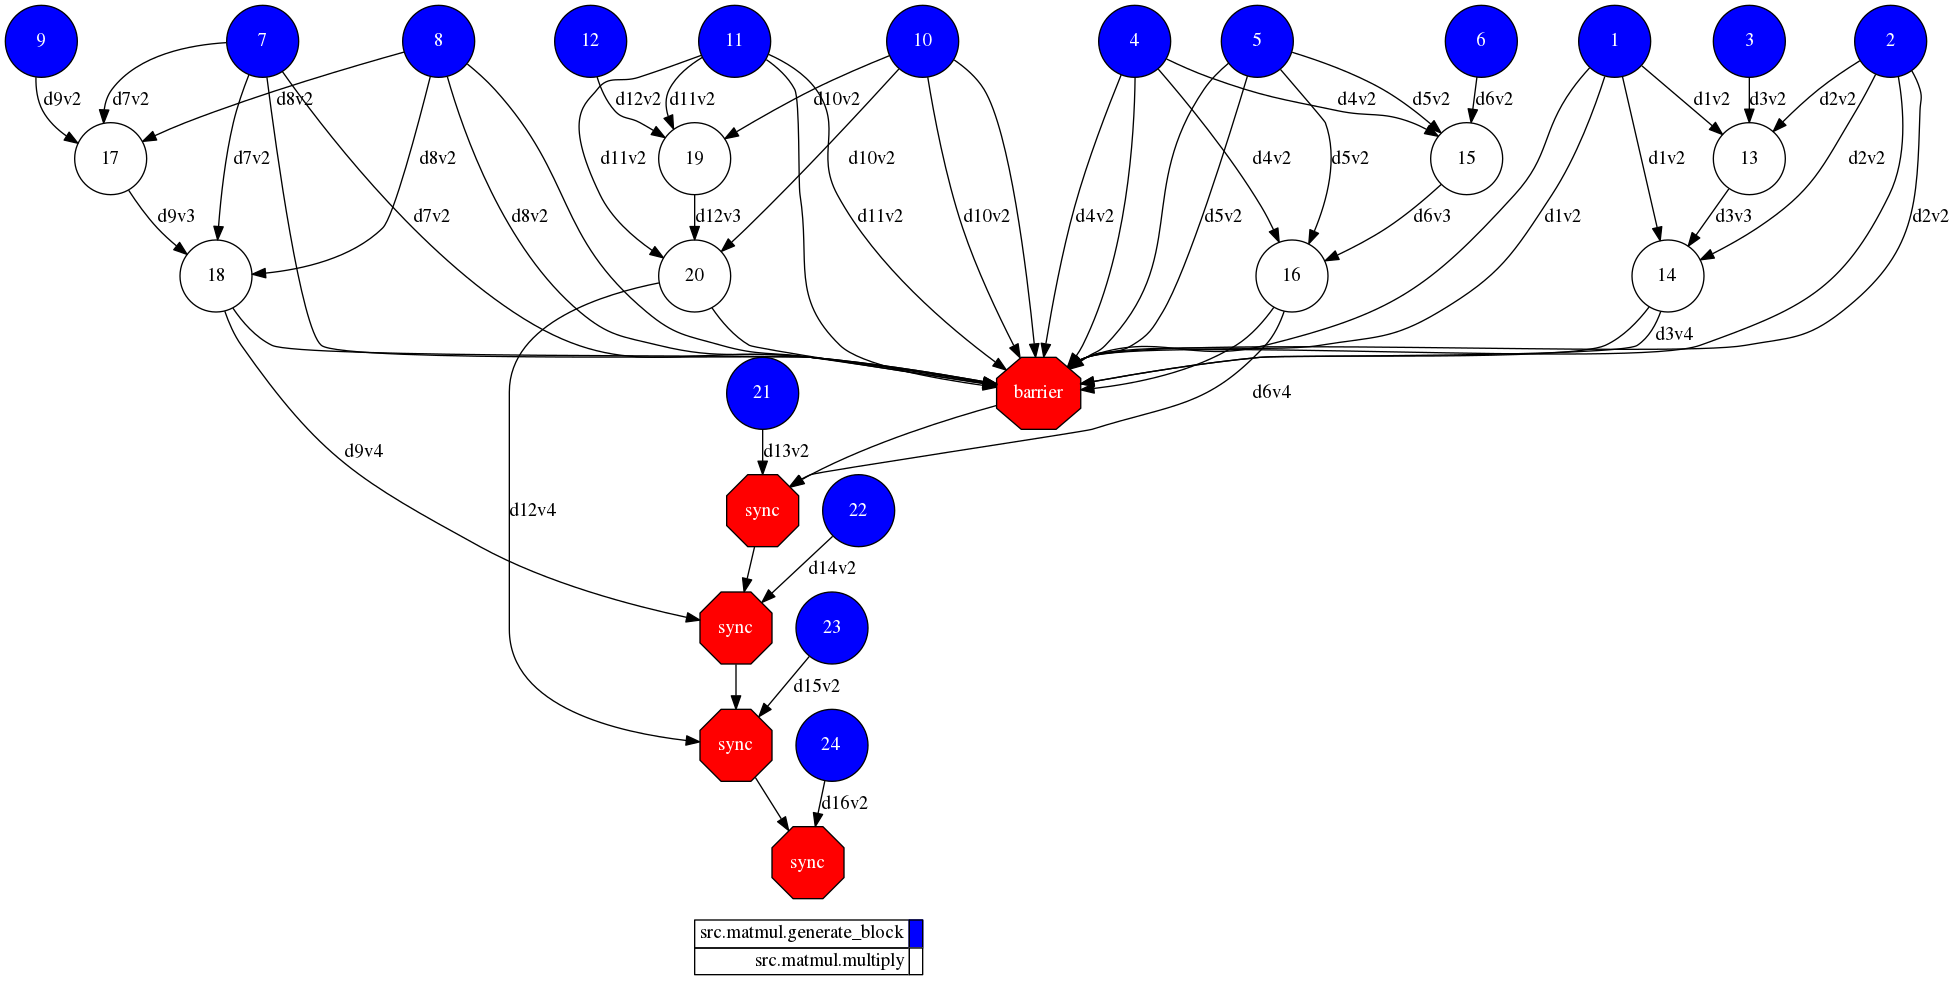 9 7 8 12 11 10 4 5 6 1 3 2
d9v2 d7v2 d8v2 d12v2 d11v2 d10v2 d4v2 d5v2 d6v2 d1v2 d3v2 d2v2
17 d7v2 d8v2 d11v2 19 d10v2 d4v2 d5v2 15 d1v2 13 d2v2
d9v3 d7v2 d8v2 d12v3 d11v2 d10v2 d4v2 d5v2 d6v3 d1v2 d3v3 d2v2
18 20 16 14
d3v4
21 barrier d6v4
d9v4 d13v2
d12v4 sync 22
d14v2
sync 23
d15v2
sync 24
d16v2
sync
src.matmul.generate_block
src.matmul.multiply